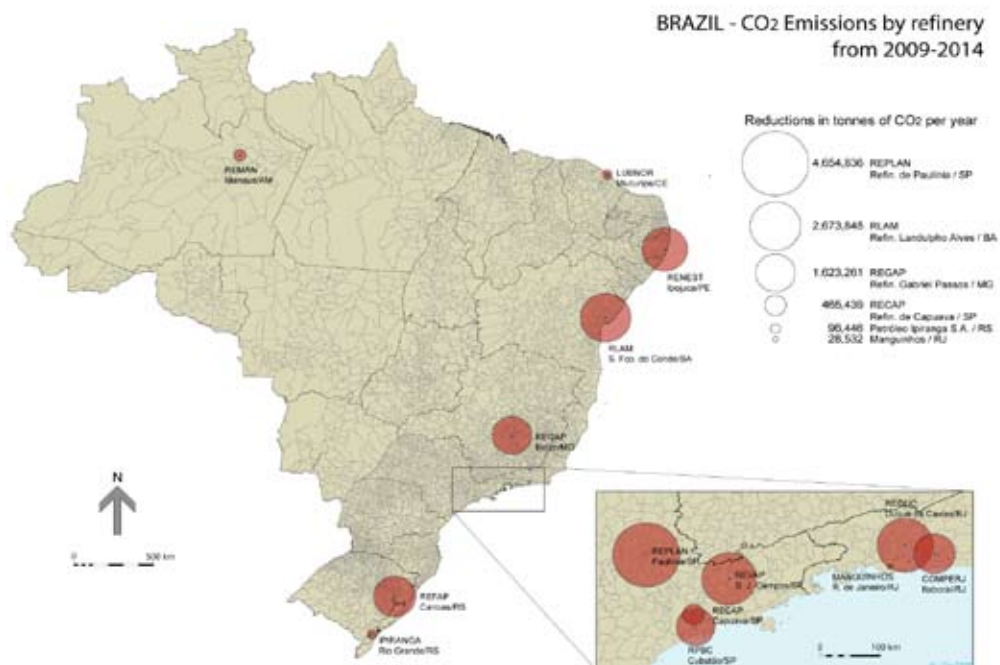 BRAZIL - CO2 Emissions by refinery
from 2009-2014
Reductions in tonnes of CO2 per year
4,654,836 REPLAN
Refin. de Paulínia / SP
2,673,845 RLAM
Refin. Landulpho Alves / BA
1,623,261 REGAP
Refin. Gabriel Passos / MG
465,439 RECAP
Refin. de Capuava / SP
96,446 Petróleo Ipiranga S.A. / RS
28,532 Manguinhos / RJ
REMAN
Manaus/AM
LUBNOR
Mucuripe/CE
RENEST
Ipojuca/PE
RLAM
S. Fco. do Conde/BA
REGAP
Betim/MG
REFAP
Canoas/RS
IPIRANGA
Rio Grande/RS
N
0 500 km
REPLAN
Paulínia/SP
REVAP
S. J. Campos/SP
RECAP
Capuava/SP
RPBC
Cubatão/SP
REDUC
Duque de Caxias/RJ
MANGUINHOS
R. de Janeiro/RJ
COMPERJ
Itaboraí/RJ
0 100 km